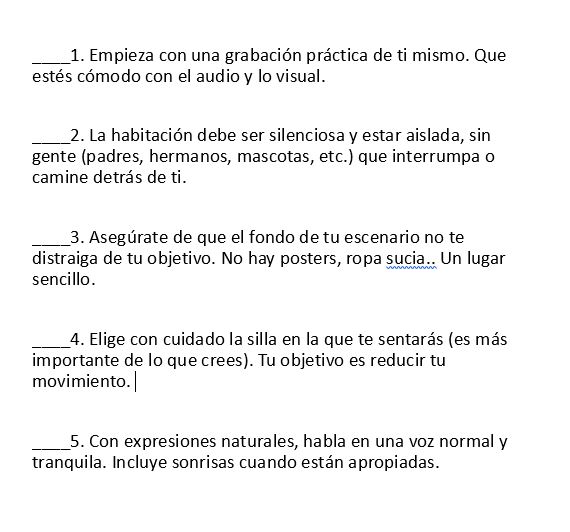 ____1. Empieza con una grabación práctica de ti mismo. Que
estés cómodo con el audio y lo visual.
____2. La habitación debe ser silenciosa y estar aislada, sin
gente (padres, hermanos, mascotas, etc.) que interrumpa o
camine detrás de ti.
____3. Asegúrate de que el fondo de tu escenario no te
distraiga de tu objetivo. No hay posters, ropa sucia.. Un lugar
sencillo.
____4. Elige con cuidado la silla en la que te sentarás (es más
importante de lo que crees). Tu objetivo es reducir tu
movimiento.
____5. Con expresiones naturales, habla en una voz normal y
tranquila. Incluye sonrisas cuando están apropiadas.